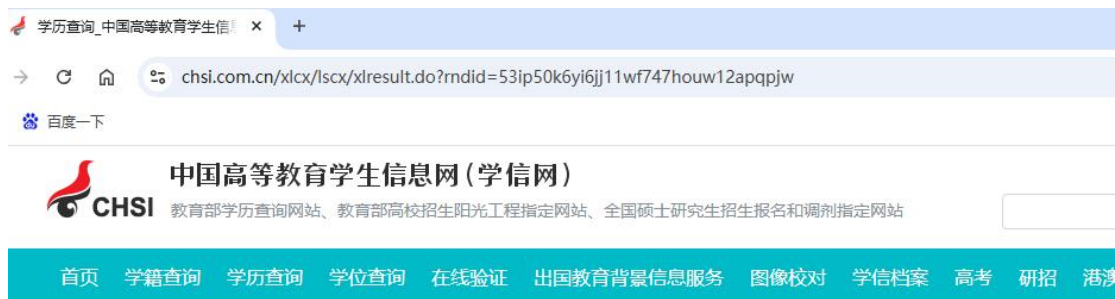 学历查询_中国高等教育学生信
chsi.com.cn/xlcx/lscx/xlresult.do?rndid=53ip50k6yi6jj11wf747houw12apqpjw
百度一下
中国高等教育学生信息网(学信网)
CHSI 教育部学历查询网站、教育部高校招生阳光工程指定网站、全国硕士研究生招生报名和调剂指定网站
首页 学籍查询 学历查询 学位查询 在线验证 出国教育背景信息服务 图像校对 学信档案 高考 研招 港澳